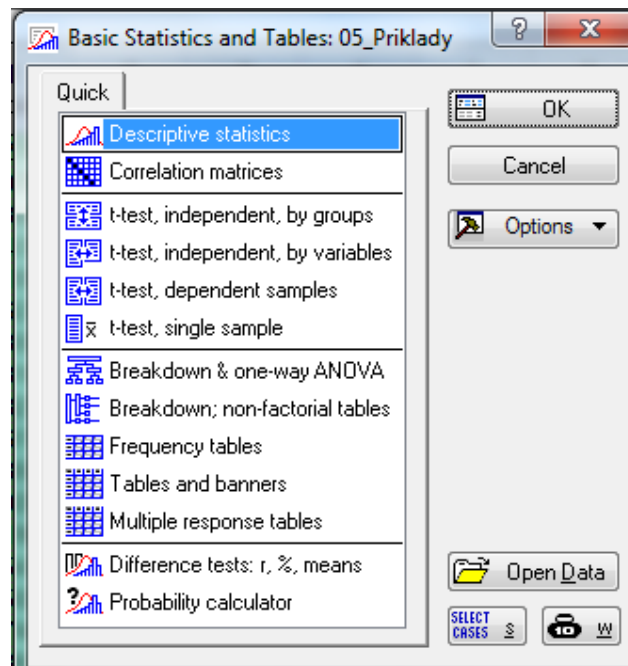 Basic Statistics and Tables: 05_Priklady
Quick
Descriptive statistics
Correlation matrices
t-test, independent, by groups
t-test, independent, by variables
t-test, dependent samples
t-test, single sample
Breakdown & one-way ANOVA
Breakdown; non-factorial tables
Frequency tables
Tables and banners
Multiple response tables
Difference tests: r, %, means
Probability calculator
OK
Cancel
Options
Open Data
SELECT
CASES S
W